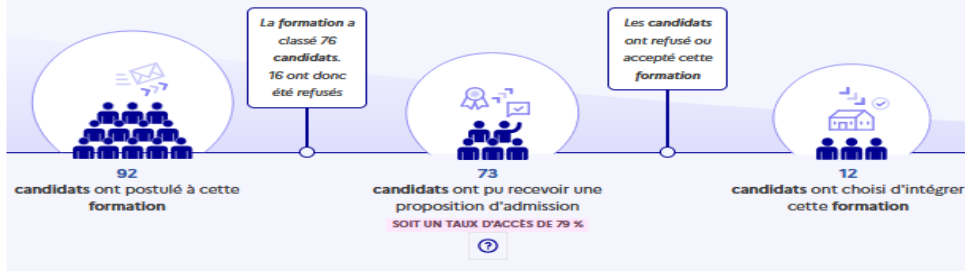 La formation a
classé 76
candidats.
16 ont donc
été refusés
Les candidats
ont refusé ou
accepté cette
formation
92
candidats ont postulé à cette
formation
73
candidats ont pu recevoir une
proposition d'admission
SOIT UN TAUX D'ACCÈS DE 79 %
?
12
candidats ont choisi d'intégrer
cette formation